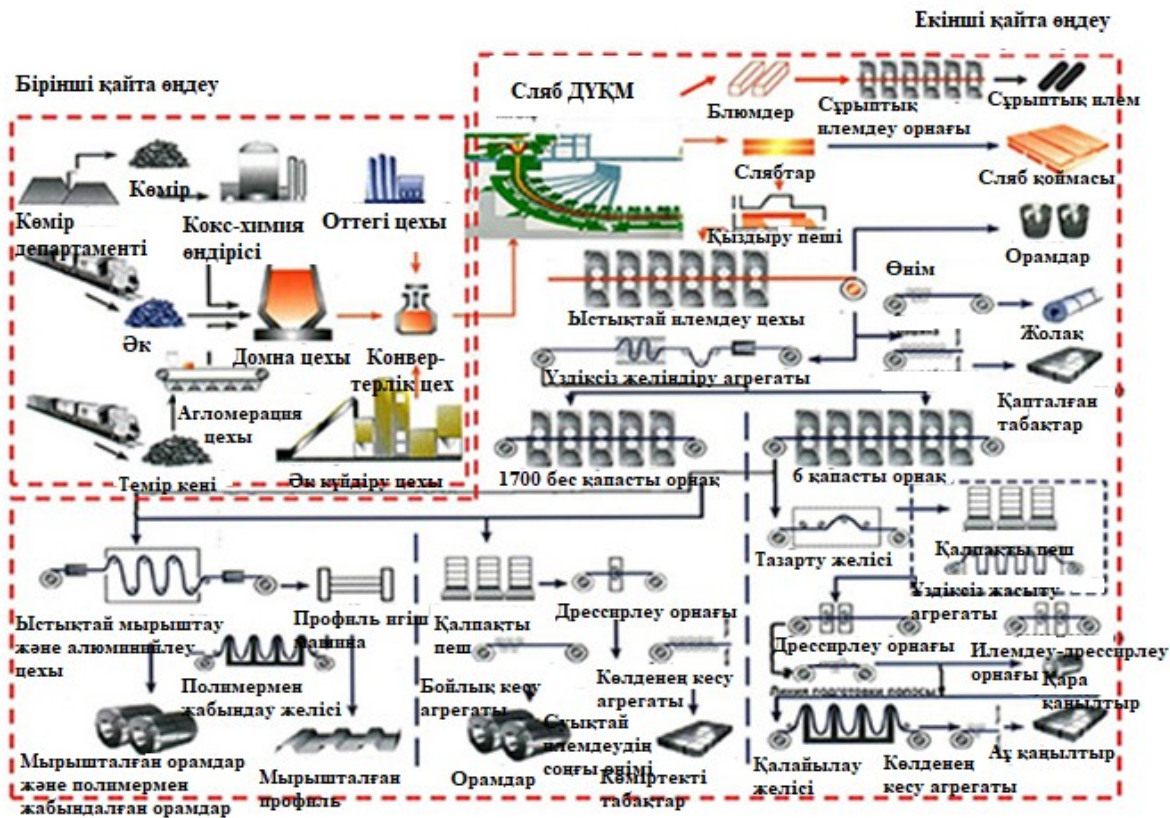 Екінші қайта өңдеу
Бірінші қайта өңдеу
Сляб ДҮҚМ
Блюмдер
Сұрыптық
илемдеу орнағы
Сұрыптық илем
Көмір
Слябтар
Сляб қоймасы
Көмір
департаменті
Кокс-химия
өндірісі
Оттегі цехы
Қыздыру пеші
Орамдар
Өнім
Әк
Домна цехы
Конвер-
терлік цех
Ыстықтай илемдеу цехы
Жолақ
Үздіксіз желіндіру агрегаты
Агломерация
цехы
Қапталған
табақтар
Темір кені
Әк күйдіру цехы
1700 бес қапасты орнақ
6 қапасты орнақ
Тазарту желісі
Қалпақты пеш
Үздіксіз жасыту
агрегаты
Ыстықтай мырыштау
және алюминийлеу
цехы
Профиль игіш
машина
Қалпақты
пеш
Дрессирлеу орнағы
Дрессирлеу орнағы
Илемдеу-дрессирлеу
орнағы
Полимермен
жабындау желісі
Бойлық кесу
агрегаты
Көлденең кесу
агрегаты
Линия подготовки полосы
Қара
қаңылтыр
Мырышталған орамдар
және полимермен
жабындалған орамдар
Мырышталған
профиль
Орамдар
Суықтай
илемдеудің
соңғы өнімі
Көміртекті
табақтар
Қалайылау
желісі
Көлденең
кесу агрегаты
Ақ қаңылтыр